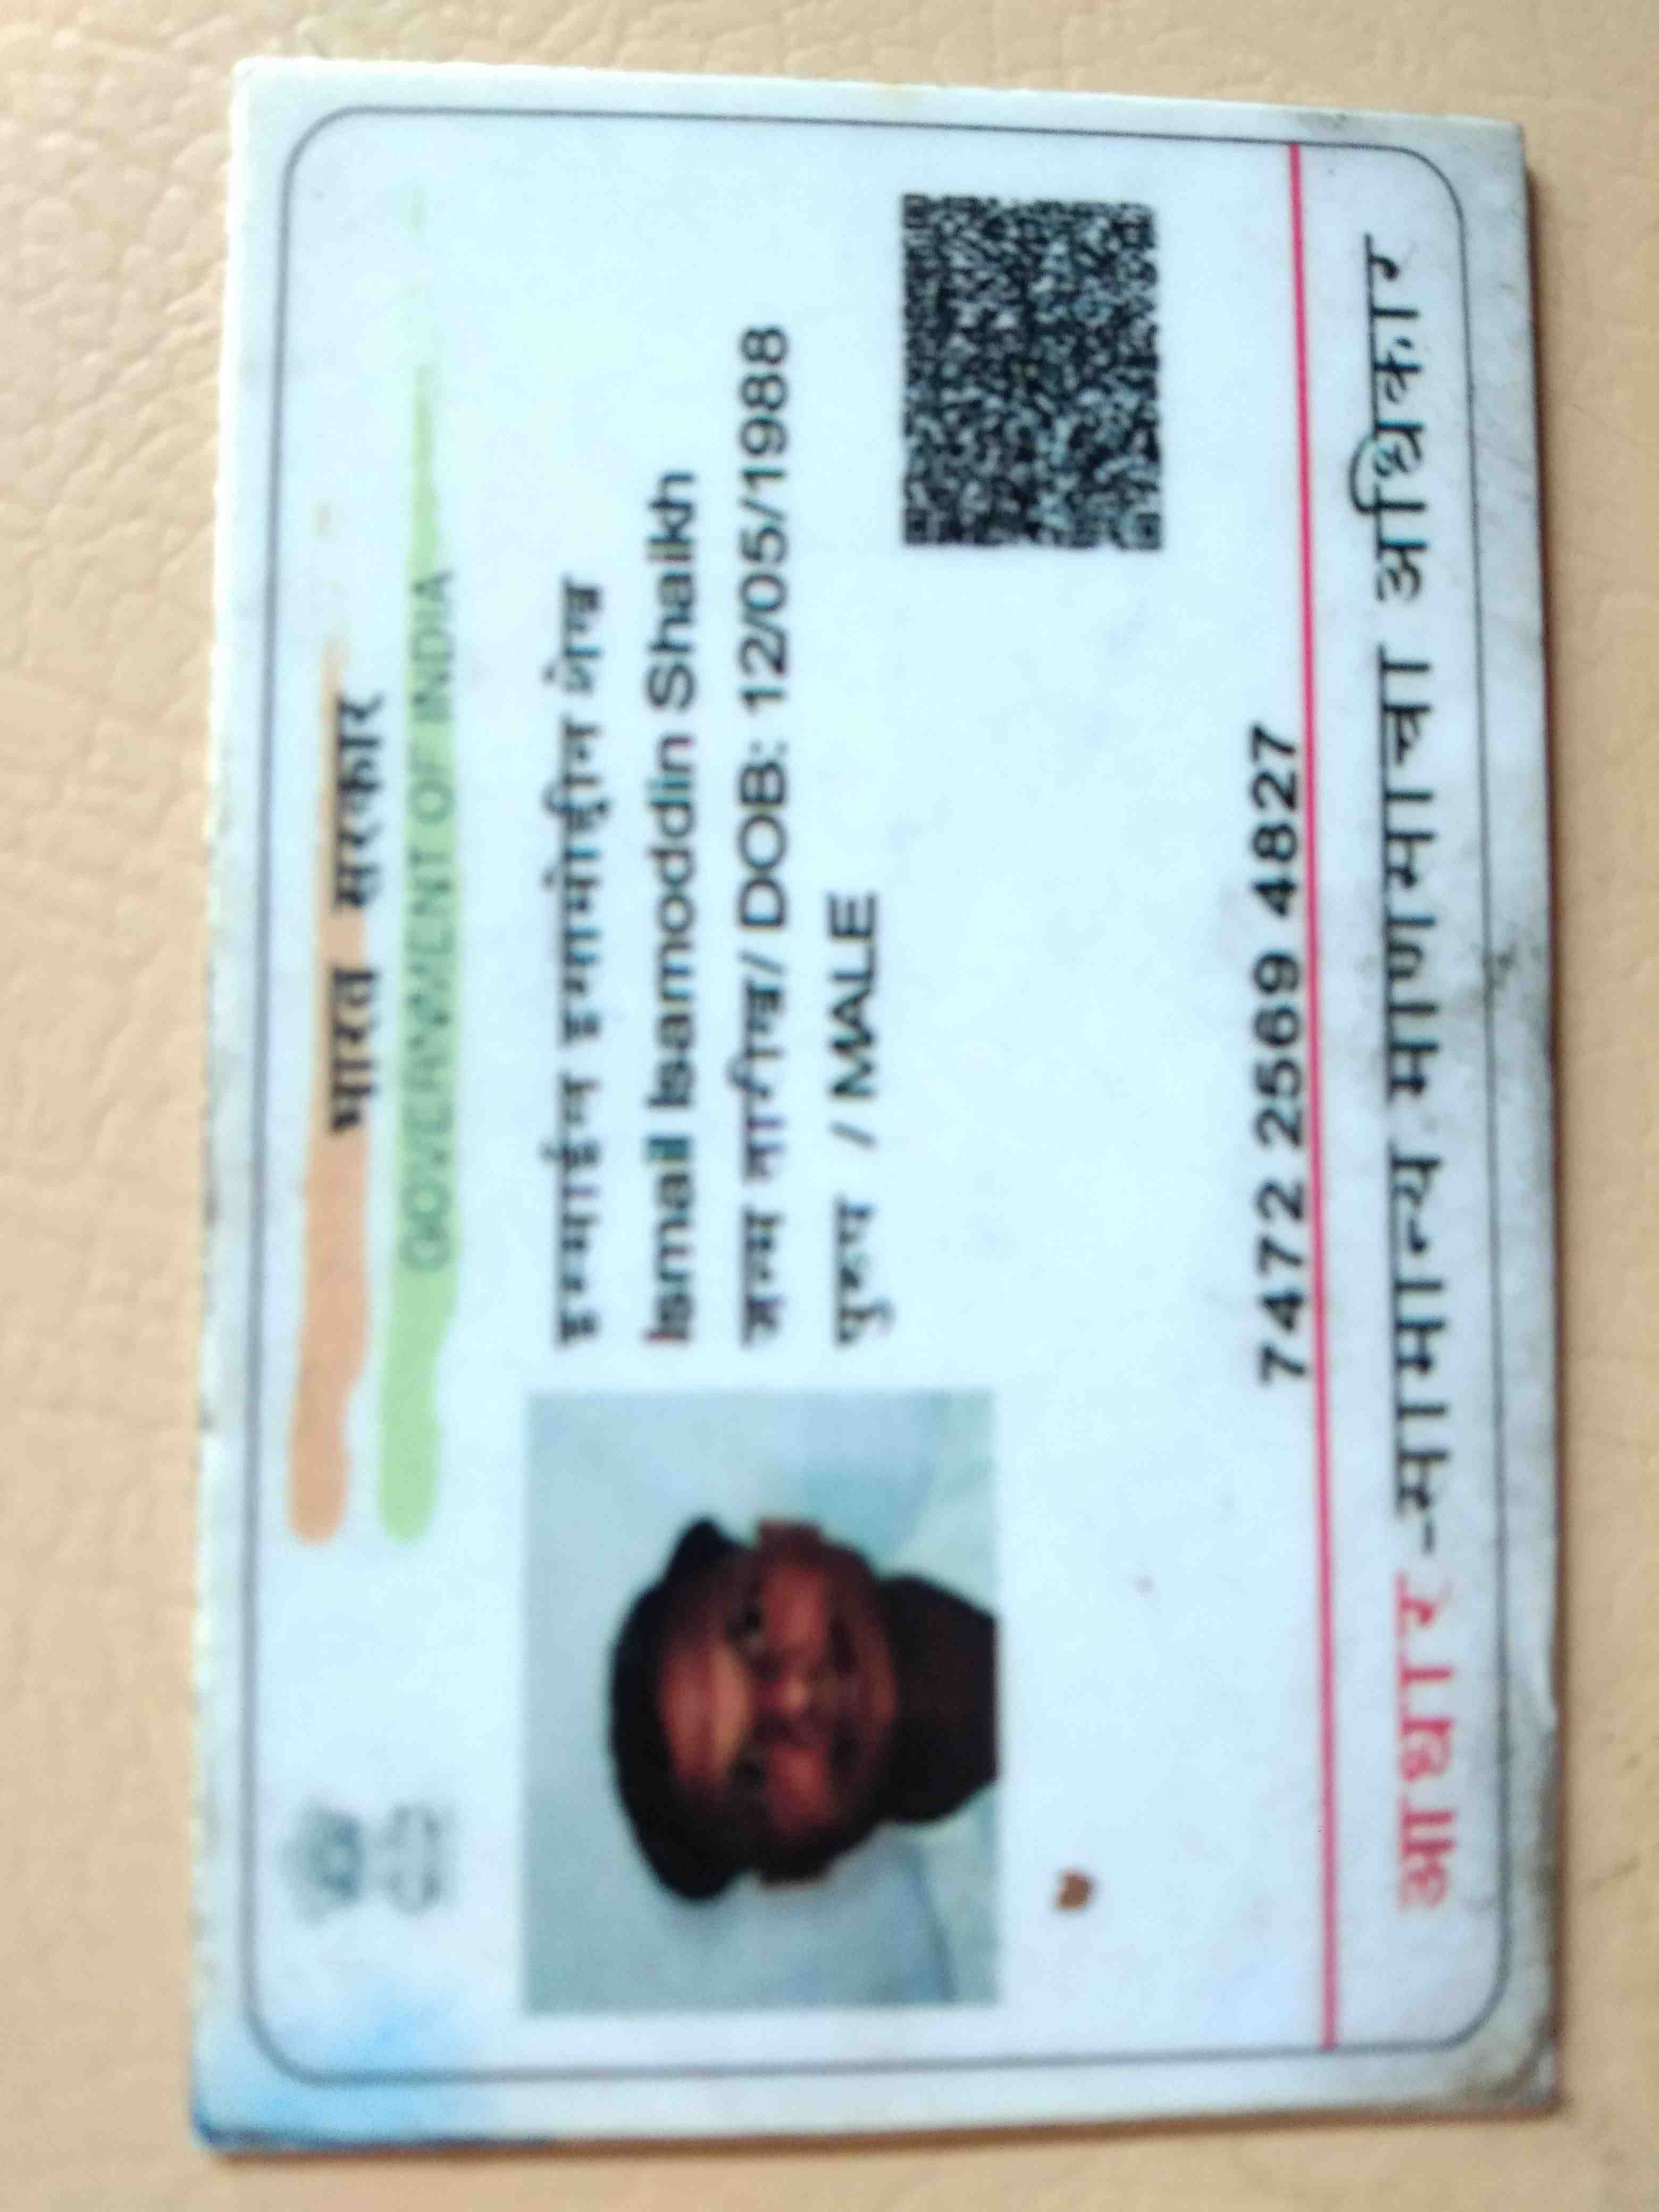 भारत सरकार
GOVERNMENT OF INDIA
इस्माईल इसामोद्दीन शेख
Ismail Isamoddin Shaikh
जन्म तारीख/ DOB: 12/05/1988
पुरुष / MALE
7472 2569 4827
आधार -सामान्य माणसाचा अधिकार